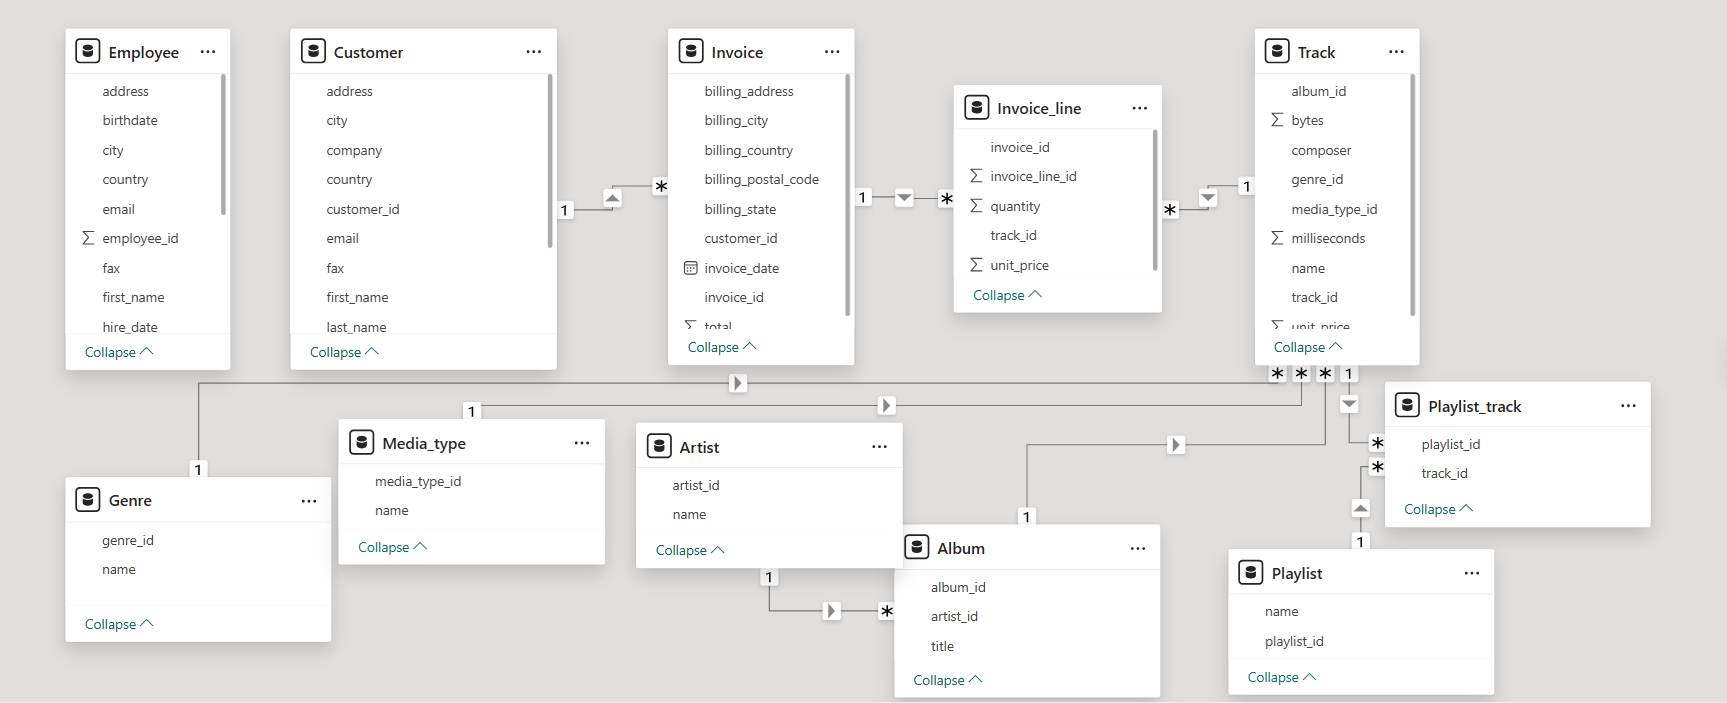 Employee ...
address
birthdate
city
country
email
∑ employee_id
fax
first_name
hire_date
Collapse
Customer ...
address
city
company
country
customer_id
email
fax
first_name
last_name
Collapse
Invoice ...
billing_address
billing_city
billing_country
billing_postal_code
billing_state
customer_id
invoice_date
invoice_id
∑ total
Collapse
Invoice_line ...
invoice_id
∑ invoice_line_id
∑ quantity
track_id
∑ unit_price
Collapse
Track ...
album_id
∑ bytes
composer
genre_id
media_type_id
∑ milliseconds
name
track_id
∑ unit_price
Collapse
1 *
1 *
* 1
* * * 1
Genre ...
genre_id
name
Collapse
1
Media_type ...
media_type_id
name
Collapse
1
Artist ...
artist_id
name
Collapse
1 *
Album ...
album_id
artist_id
title
Collapse
1
Playlist_track ...
playlist_id
track_id
Collapse
*
*
Playlist ...
name
playlist_id
Collapse
1